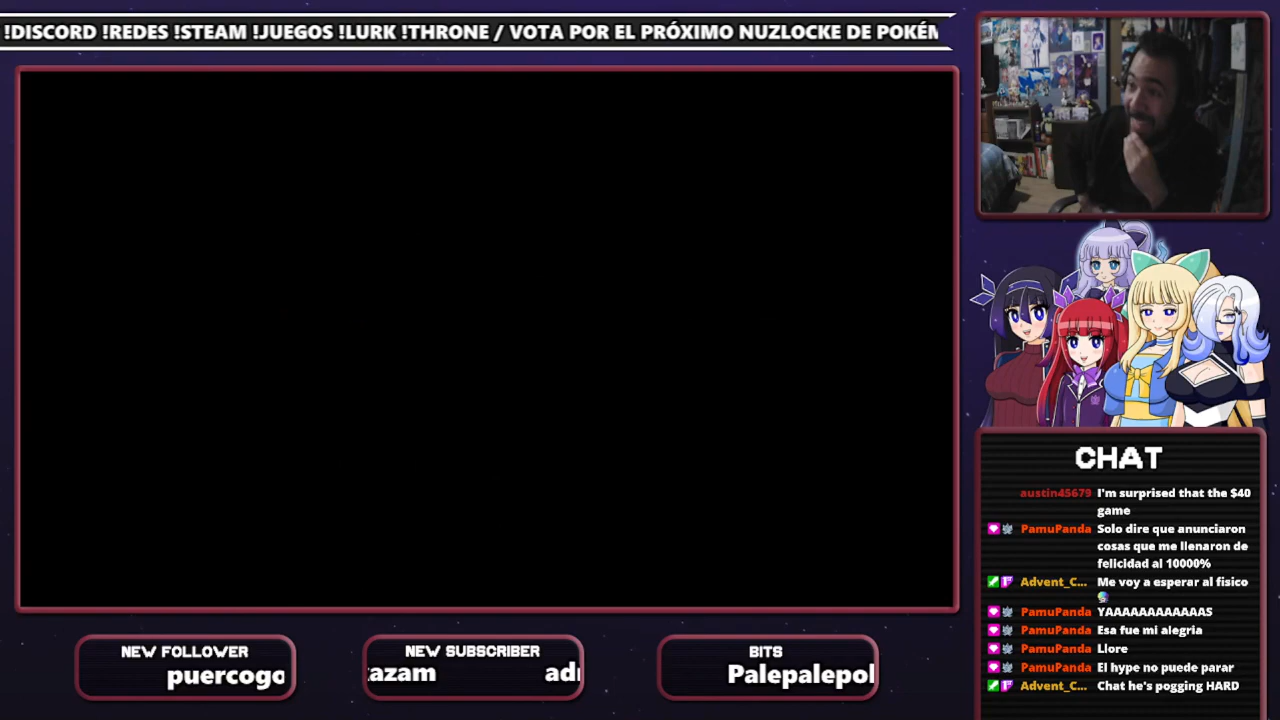 !DISCORD !REDES !STEAM !JUEGOS !LURK !THRONE / VOTA POR EL PRÓXIMO NUZLOCKE DE POKÉM
CHAT
austin45679 I'm surprised that the $40
game
PamuPanda Solo dire que anunciaron
cosas que me llenaron de
felicidad al 10000%
Advent_C... Me voy a esperar al fisico
PamuPanda YAAAAAAAAAAAS
PamuPanda Esa fue mi alegria
PamuPanda Llore
PamuPanda El hype no puede parar
Advent_C... Chat he's pogging HARD
NEW FOLLOWER
puercogo
NEW SUBSCRIBER
azam adr
BITS
Palepalepol